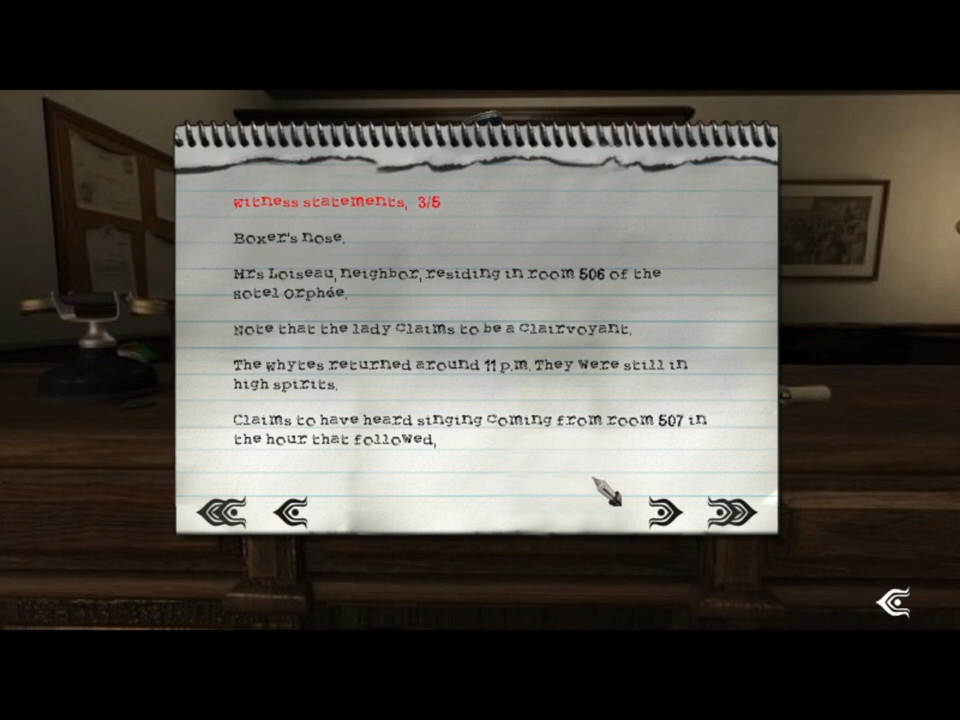 Witness statements, 3/5
Boxer's nose.
Mrs Loiseau, neighbor, residing in room 506 of the
Hotel Orphée.
Note that the lady claims to be a clairvoyant.
The Whytes returned around 11 p.m. They were still in
high spirits.
Claims to have heard singing coming from room 507 in
the hour that followed,